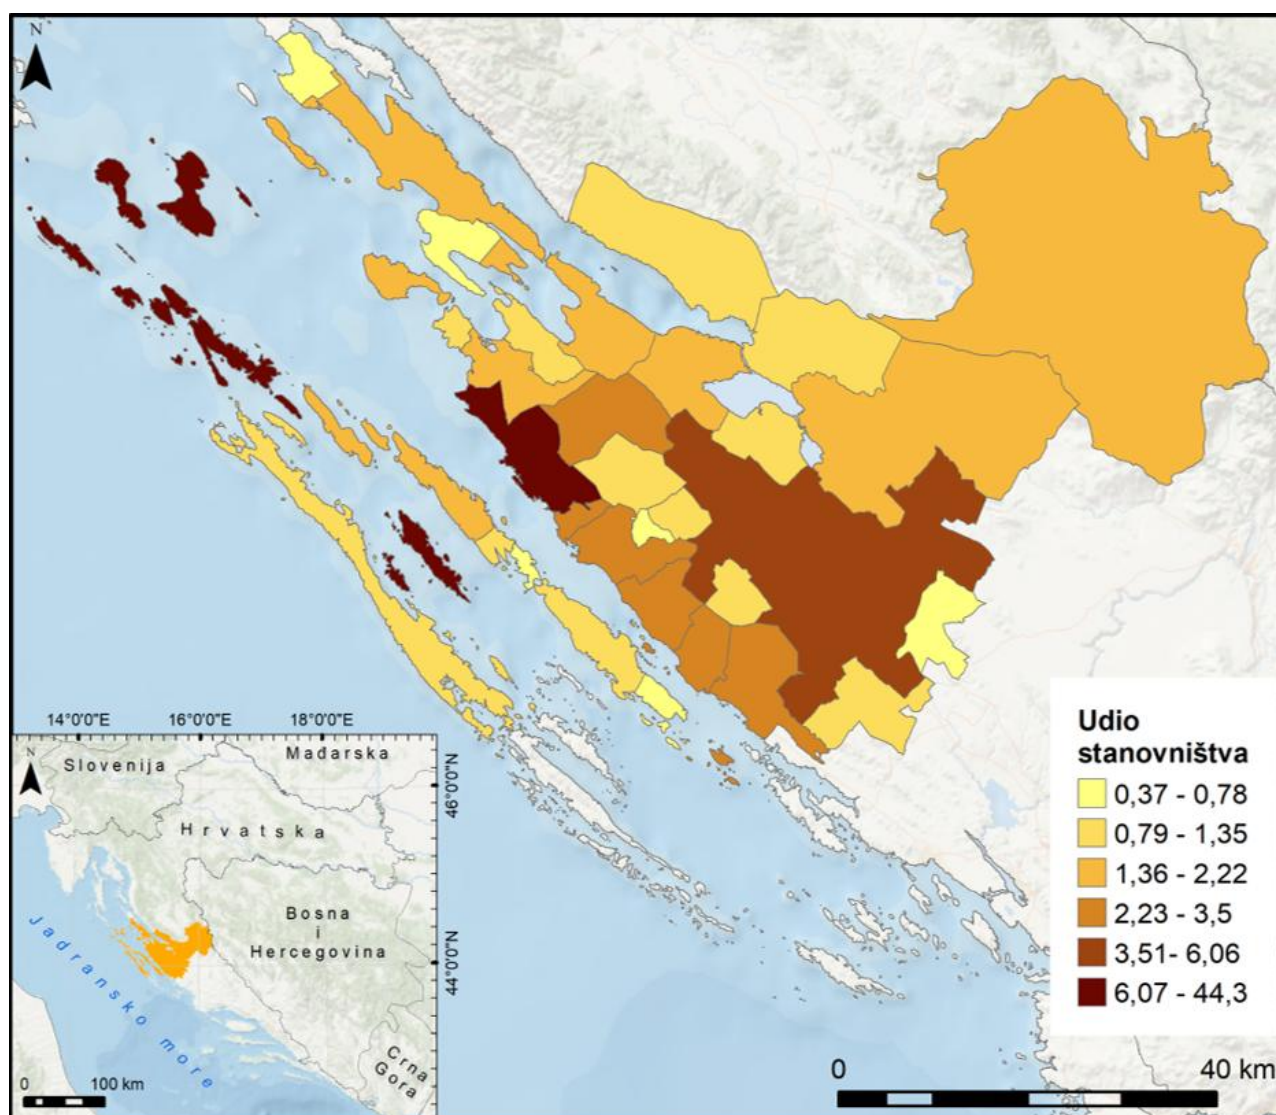 N
14°0'0"E
16°0'0"E
18°0'0"E
N
Slovenija
Mađarska
Hrvatska
Bosna
i
Hercegovina
Jadransko more
Crna
Gora
46°0'0"N
44°0'0"N
0
100 km
Udio
stanovništva
0,37 - 0,78
0,79 - 1,35
1,36 - 2,22
2,23 - 3,5
3,51- 6,06
6,07 - 44,3
0
40 km